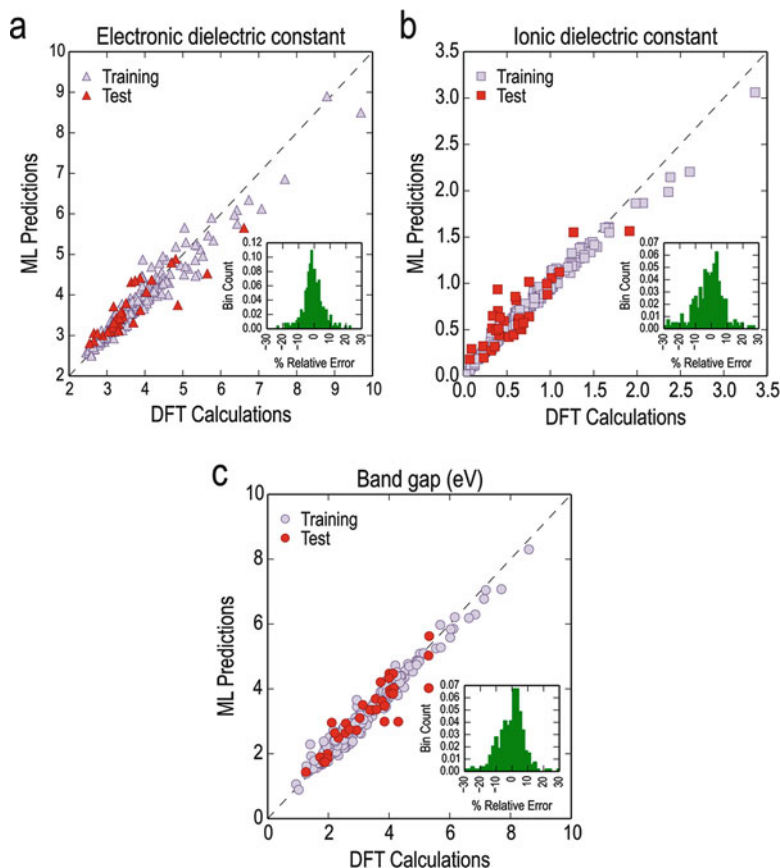 a
Electronic dielectric constant
10
9
8
7
6
5
4
3
2
ML Predictions
Training
Test
0.12
0.10
0.08
0.06
0.04
0.02
0.00
Bin Count
-30
-20
-10
0
10
20
30
% Relative Error
2 3 4 5 6 7 8 9 10
DFT Calculations
b
Ionic dielectric constant
3.5
3.0
2.5
2.0
1.5
1.0
0.5
0.0
ML Predictions
Training
Test
0.07
0.06
0.05
0.04
0.03
0.02
0.01
0.00
Bin Count
-30
-20
-10
0
10
20
30
% Relative Error
0.0 0.5 1.0 1.5 2.0 2.5 3.0 3.5
DFT Calculations
c
Band gap (eV)
10
8
6
4
2
0
ML Predictions
Training
Test
0.07
0.06
0.05
0.04
0.03
0.02
0.01
0.00
Bin Count
-30
-20
-10
0
10
20
30
% Relative Error
0 2 4 6 8 10
DFT Calculations